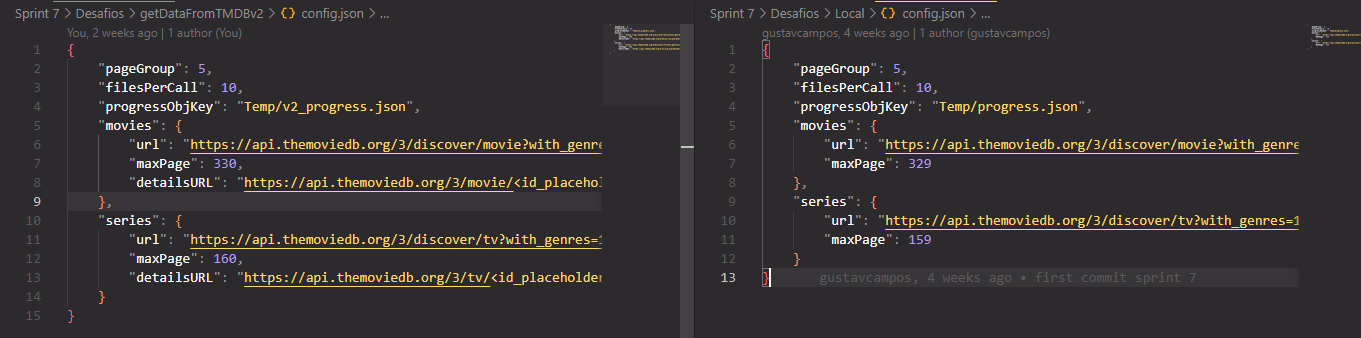 Sprint 7 > Desafios > getDataFromTMDBv2 > {} config.json > ...
You, 2 weeks ago | 1 author (You)
1 {
2 "pageGroup": 5,
3 "filesPerCall": 10,
4 "progressObjKey": "Temp/v2_progress.json",
5 "movies": {
6 "url": "https://api.themoviedb.org/3/discover/movie?with_genre
7 "maxPage": 330,
8 "detailsURL": "https://api.themoviedb.org/3/movie/<id_placehol
9 },
10 "series": {
11 "url": "https://api.themoviedb.org/3/discover/tv?with_genres=1
12 "maxPage": 160,
13 "detailsURL": "https://api.themoviedb.org/3/tv/<id_placeholder
14 }
15 }
Sprint 7 > Desafios > Local > {} config.json > ...
gustavcampos, 4 weeks ago | 1 author (gustavcampos)
1 {
2 "pageGroup": 5,
3 "filesPerCall": 10,
4 "progressObjKey": "Temp/progress.json",
5 "movies": {
6 "url": "https://api.themoviedb.org/3/discover/movie?with_genre
7 "maxPage": 329
8 },
9 "series": {
10 "url": "https://api.themoviedb.org/3/discover/tv?with_genres=1
11 "maxPage": 159
12 }
13 } gustavcampos, 4 weeks ago • first commit sprint 7